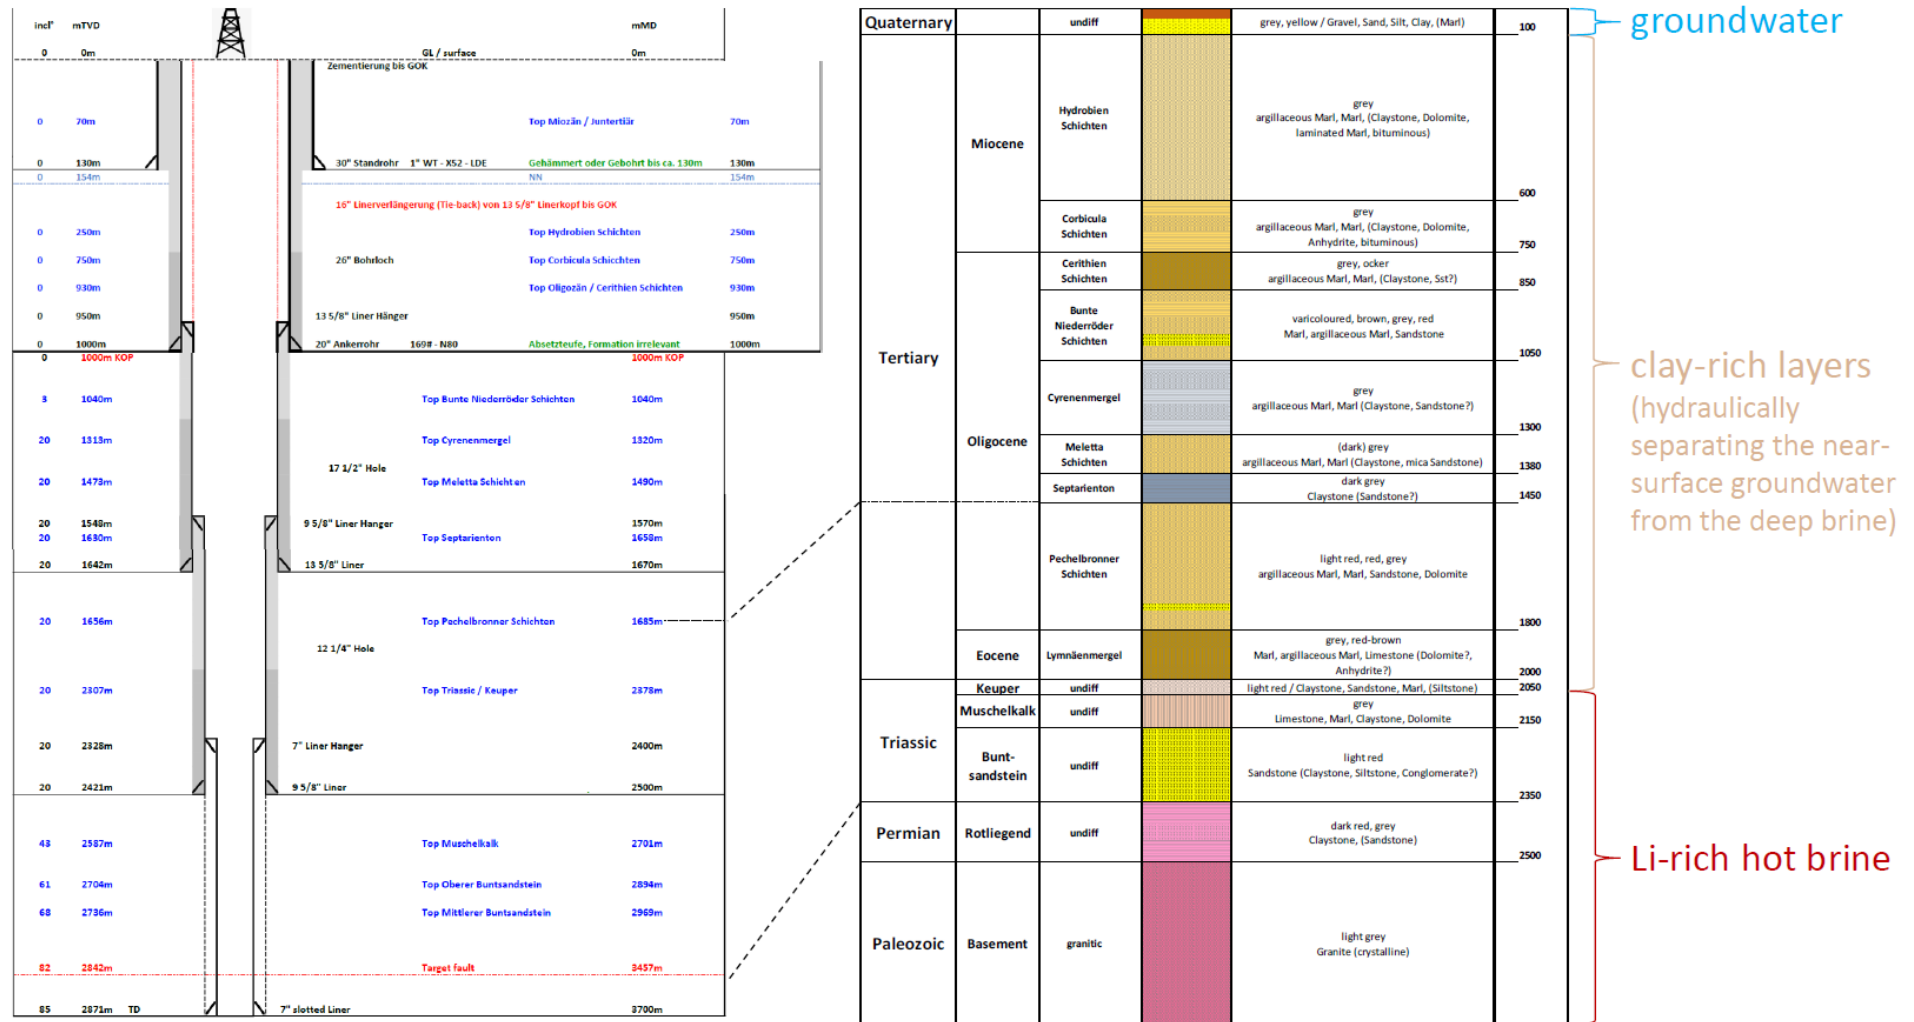 incl° mTVD mMD
0 0m GL / surface 0m
Zementierung bis GOK
0 70m Top Miozän / Juntertiär 70m
0 130m 30" Standrohr 1" WT - X52 - LDE Gehämmert oder Gebohrt bis ca. 130m 130m
0 154m NN 154m
16" Linerverlängerung (Tie-back) von 13 5/8" Linerkopf bis GOK
0 250m Top Hydrobien Schichten 250m
0 750m 26" Bohrloch Top Corbicula Schicchten 750m
0 930m Top Oligozän / Cerithien Schichten 930m
0 950m 13 5/8" Liner Hänger 950m
0 1000m 20" Ankerrohr 169# - N80 Absetzteufe, Formation irrelevant 1000m
0 1000m KOP 1000m KOP
3 1040m Top Bunte Niederröder Schichten 1040m
20 1313m Top Cyrenenmergel 1320m
17 1/2" Hole
20 1473m Top Meletta Schichten 1490m
20 1548m 9 5/8" Liner Hanger 1570m
20 1630m Top Septarienton 1658m
20 1642m 13 5/8" Liner 1670m
20 1656m Top Pechelbronner Schichten 1685m
12 1/4" Hole
20 2307m Top Triassic / Keuper 2378m
20 2328m 7" Liner Hanger 2400m
20 2421m 9 5/8" Liner 2500m
43 2587m Top Muschelkalk 2701m
61 2704m Top Oberer Buntsandstein 2894m
68 2736m Top Mittlerer Buntsandstein 2969m
82 2842m Target fault 3457m
85 2871m TD 7" slotted Liner 3700m
Quaternary undiff grey, yellow / Gravel, Sand, Silt, Clay, (Marl) 100
Tertiary
Miocene
Hydrobien
Schichten
grey
argillaceous Marl, Marl, (Claystone, Dolomite,
laminated Marl, bituminous)
600
Corbicula
Schichten
grey
argillaceous Marl, Marl, (Claystone, Dolomite,
Anhydrite, bituminous)
750
Oligocene
Cerithien
Schichten
grey, ocker
argillaceous Marl, Marl, (Claystone, Sst?)
850
Bunte
Niederröder
Schichten
varicoloured, brown, grey, red
Marl, argillaceous Marl, Sandstone
1050
Cyrenenmergel
grey
argillaceous Marl, Marl (Claystone, Sandstone?)
1300
Meletta
Schichten
(dark) grey
argillaceous Marl, Marl (Claystone, mica Sandstone)
1380
Septarienton
dark grey
Claystone (Sandstone?)
1450
Pechelbronner
Schichten
light red, red, grey
argillaceous Marl, Marl, Sandstone, Dolomite
1800
Eocene
Lymnäenmergel
grey, red-brown
Marl, argillaceous Marl, Limestone (Dolomite?,
Anhydrite?)
2000
Triassic
Keuper undiff light red / Claystone, Sandstone, Marl, (Siltstone) 2050
Muschelkalk undiff
grey
Limestone, Marl, Claystone, Dolomite
2150
Bunt-
sandstein
undiff
light red
Sandstone (Claystone, Siltstone, Conglomerate?)
2350
Permian Rotliegend undiff
dark red, grey
Claystone, (Sandstone)
2500
Paleozoic Basement granitic
light grey
Granite (crystalline)
groundwater
clay-rich layers
(hydraulically
separating the near-
surface groundwater
from the deep brine)
Li-rich hot brine